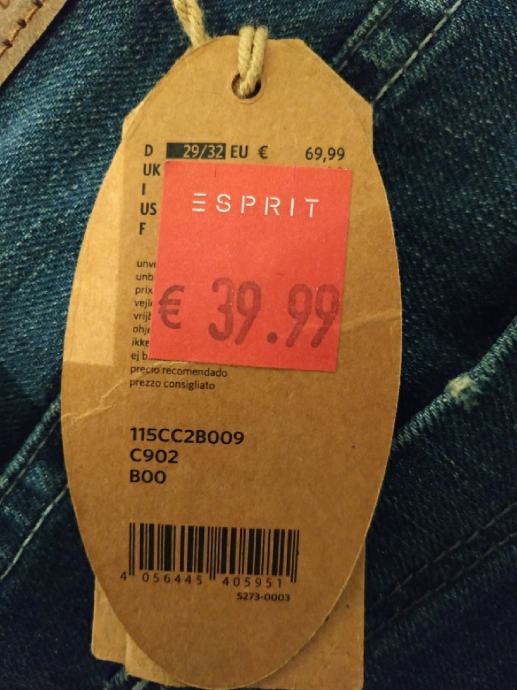 D 29/32 EU € 69,99
UK
I
US
F
ESPRIT
€ 39.99
precio recomendado
prezzo consigliato
115CC2B009
C902
B00
4 056445 405951
S273-0003